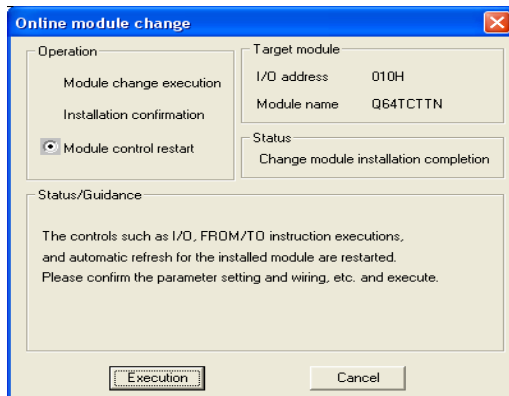 Online module change
Operation
Module change execution
Installation confirmation
Module control restart
Target module
I/O address 010H
Module name Q64TCTTN
Status
Change module installation completion
Status/Guidance
The controls such as I/O, FROM/TO instruction executions,
and automatic refresh for the installed module are restarted.
Please confirm the parameter setting and wiring, etc. and execute.
Execution
Cancel